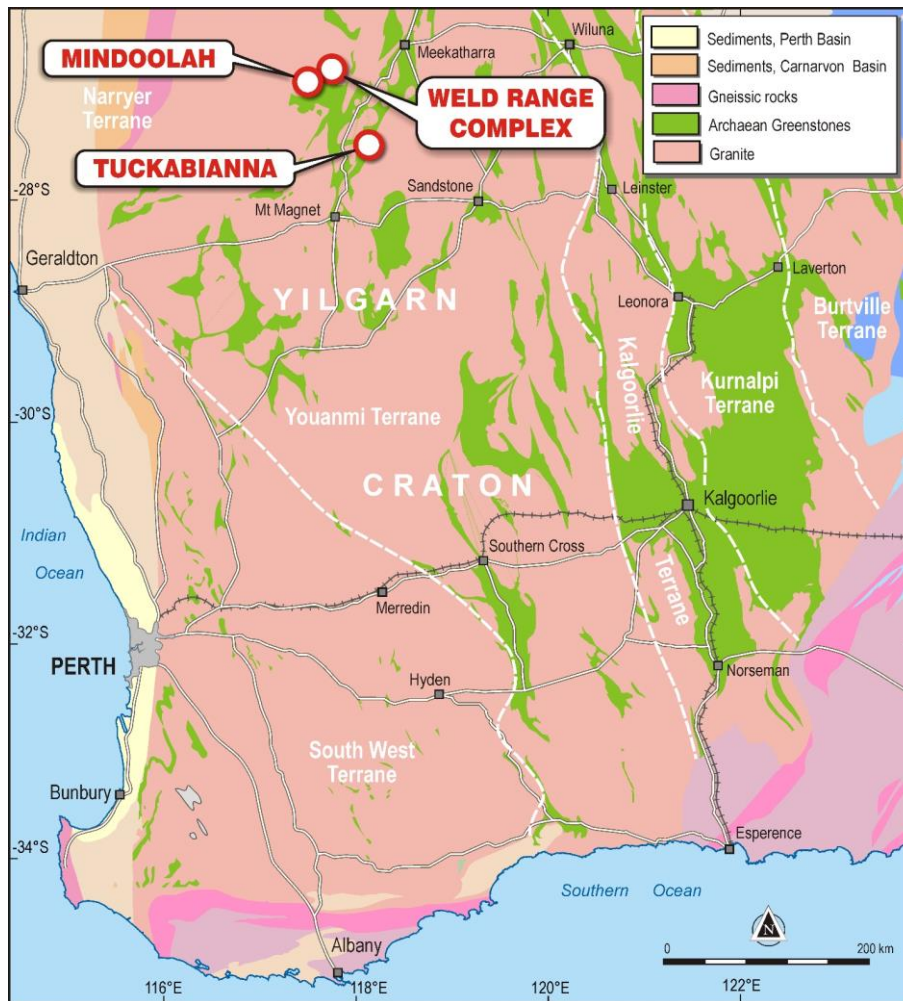 MINDOOLAH
WELD RANGE
COMPLEX
TUCKABIANNA
Meekatharra
Wiluna
Sediments, Perth Basin
Sediments, Carnarvon Basin
Gneissic rocks
Archaean Greenstones
Granite
Narryer
Terrane
-28°S
Sandstone
Leinster
Mt Magnet
Geraldton
Laverton
YILGARN
Leonora
Burtville
Terrane
Kalgoorlie
Kurnalpi
Terrane
-30°S
Youanmi Terrane
CRATON
Kalgoorlie
Indian
Ocean
Southern Cross
Terrane
Merredin
-32°S
PERTH
Norseman
Hyden
South West
Terrane
Bunbury
Esperence
-34°S
Southern Ocean
N
Albany
0
200 km
116°E
118°E
120°E
122°E